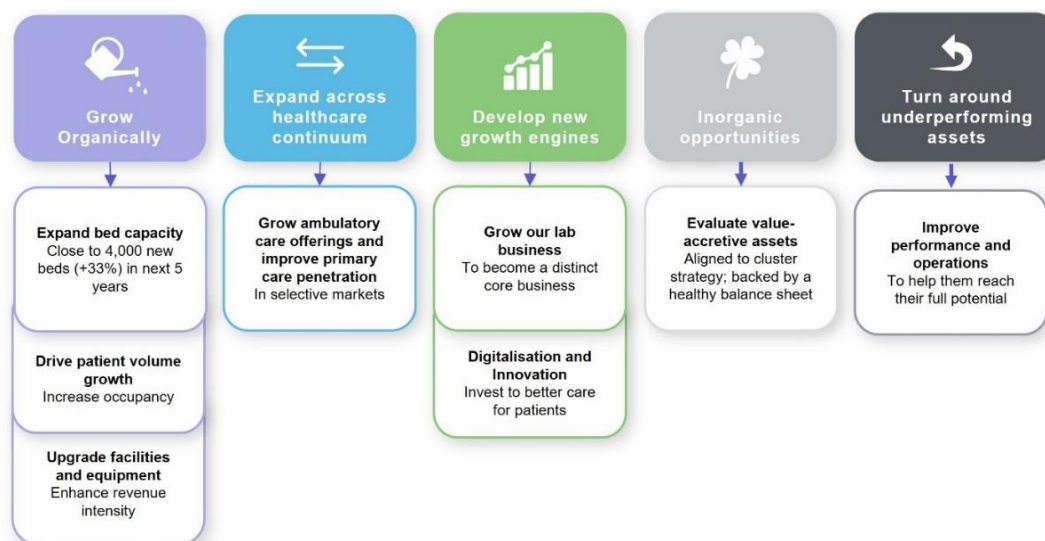 Grow
Organically
Expand across
healthcare
continuum
Develop new
growth engines
Inorganic
opportunities
Turn around
underperforming
assets
Expand bed capacity
Close to 4,000 new
beds (+33%) in next 5
years
Drive patient volume
growth
Increase occupancy
Upgrade facilities
and equipment
Enhance revenue
intensity
Grow ambulatory
care offerings and
improve primary
care penetration
In selective markets
Grow our lab
business
To become a distinct
core business
Digitalisation and
Innovation
Invest to better care
for patients
Evaluate value-
accretive assets
Aligned to cluster
strategy; backed by a
healthy balance sheet
Improve
performance and
operations
To help them reach
their full potential